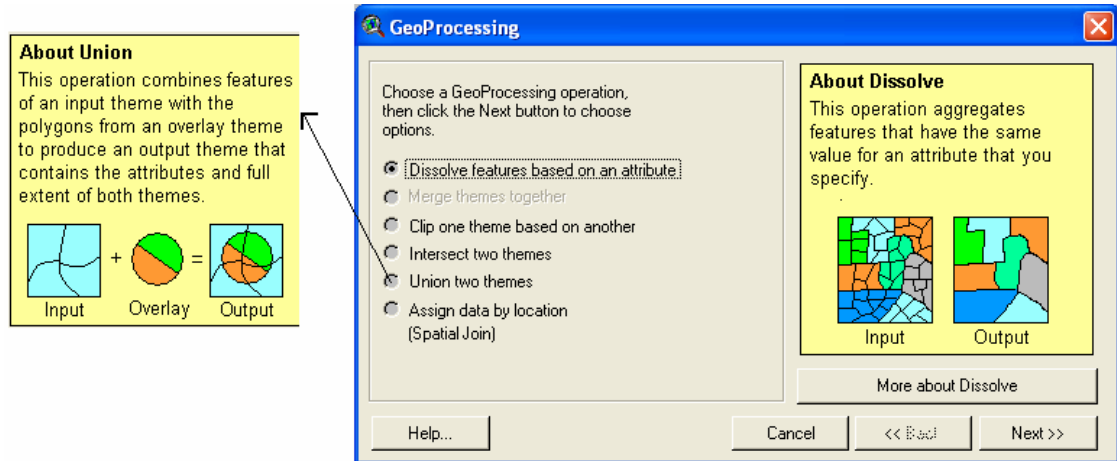 About Union
This operation combines features
of an input theme with the
polygons from an overlay theme
to produce an output theme that
contains the attributes and full
extent of both themes.
+
=
Input
Overlay
Output
GeoProcessing
Choose a GeoProcessing operation,
then click the Next button to choose
options.
Dissolve features based on an attribute
Merge themes together
Clip one theme based on another
Intersect two themes
Union two themes
Assign data by location
(Spatial Join)
About Dissolve
This operation aggregates
features that have the same
value for an attribute that you
specify.
Input
Output
More about Dissolve
Help...
Cancel
<< Back
Next >>